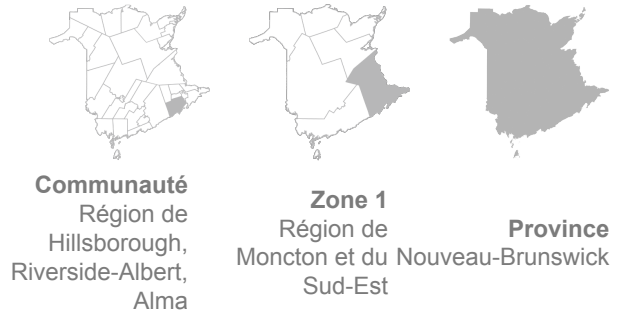 Communauté
Région de
Hillsborough,
Riverside-Albert,
Alma
Zone 1
Région de
Moncton et du
Sud-Est
Province
Nouveau-Brunswick